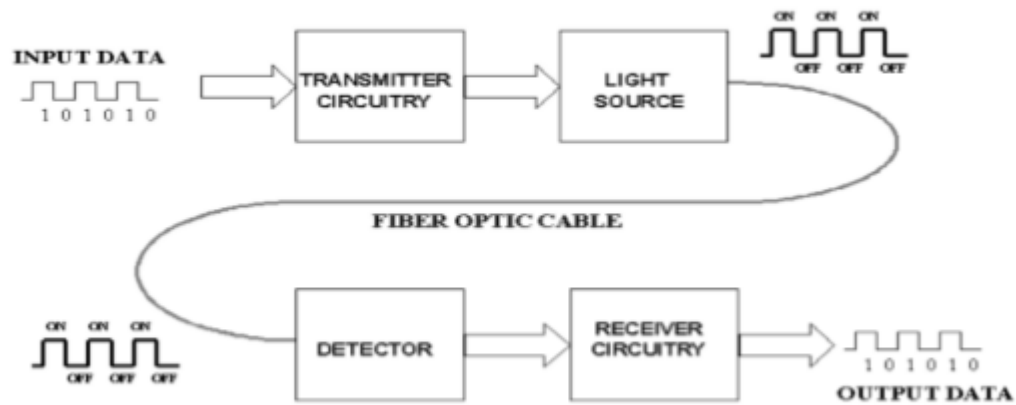 ON ON ON
OFF OFF OFF
INPUT DATA
1 0 1 0 1 0
TRANSMITTER
CIRCUITRY
LIGHT
SOURCE
FIBER OPTIC CABLE
ON ON ON
OFF OFF OFF
DETECTOR
RECEIVER
CIRCUITRY
1 0 1 0 1 0
OUTPUT DATA